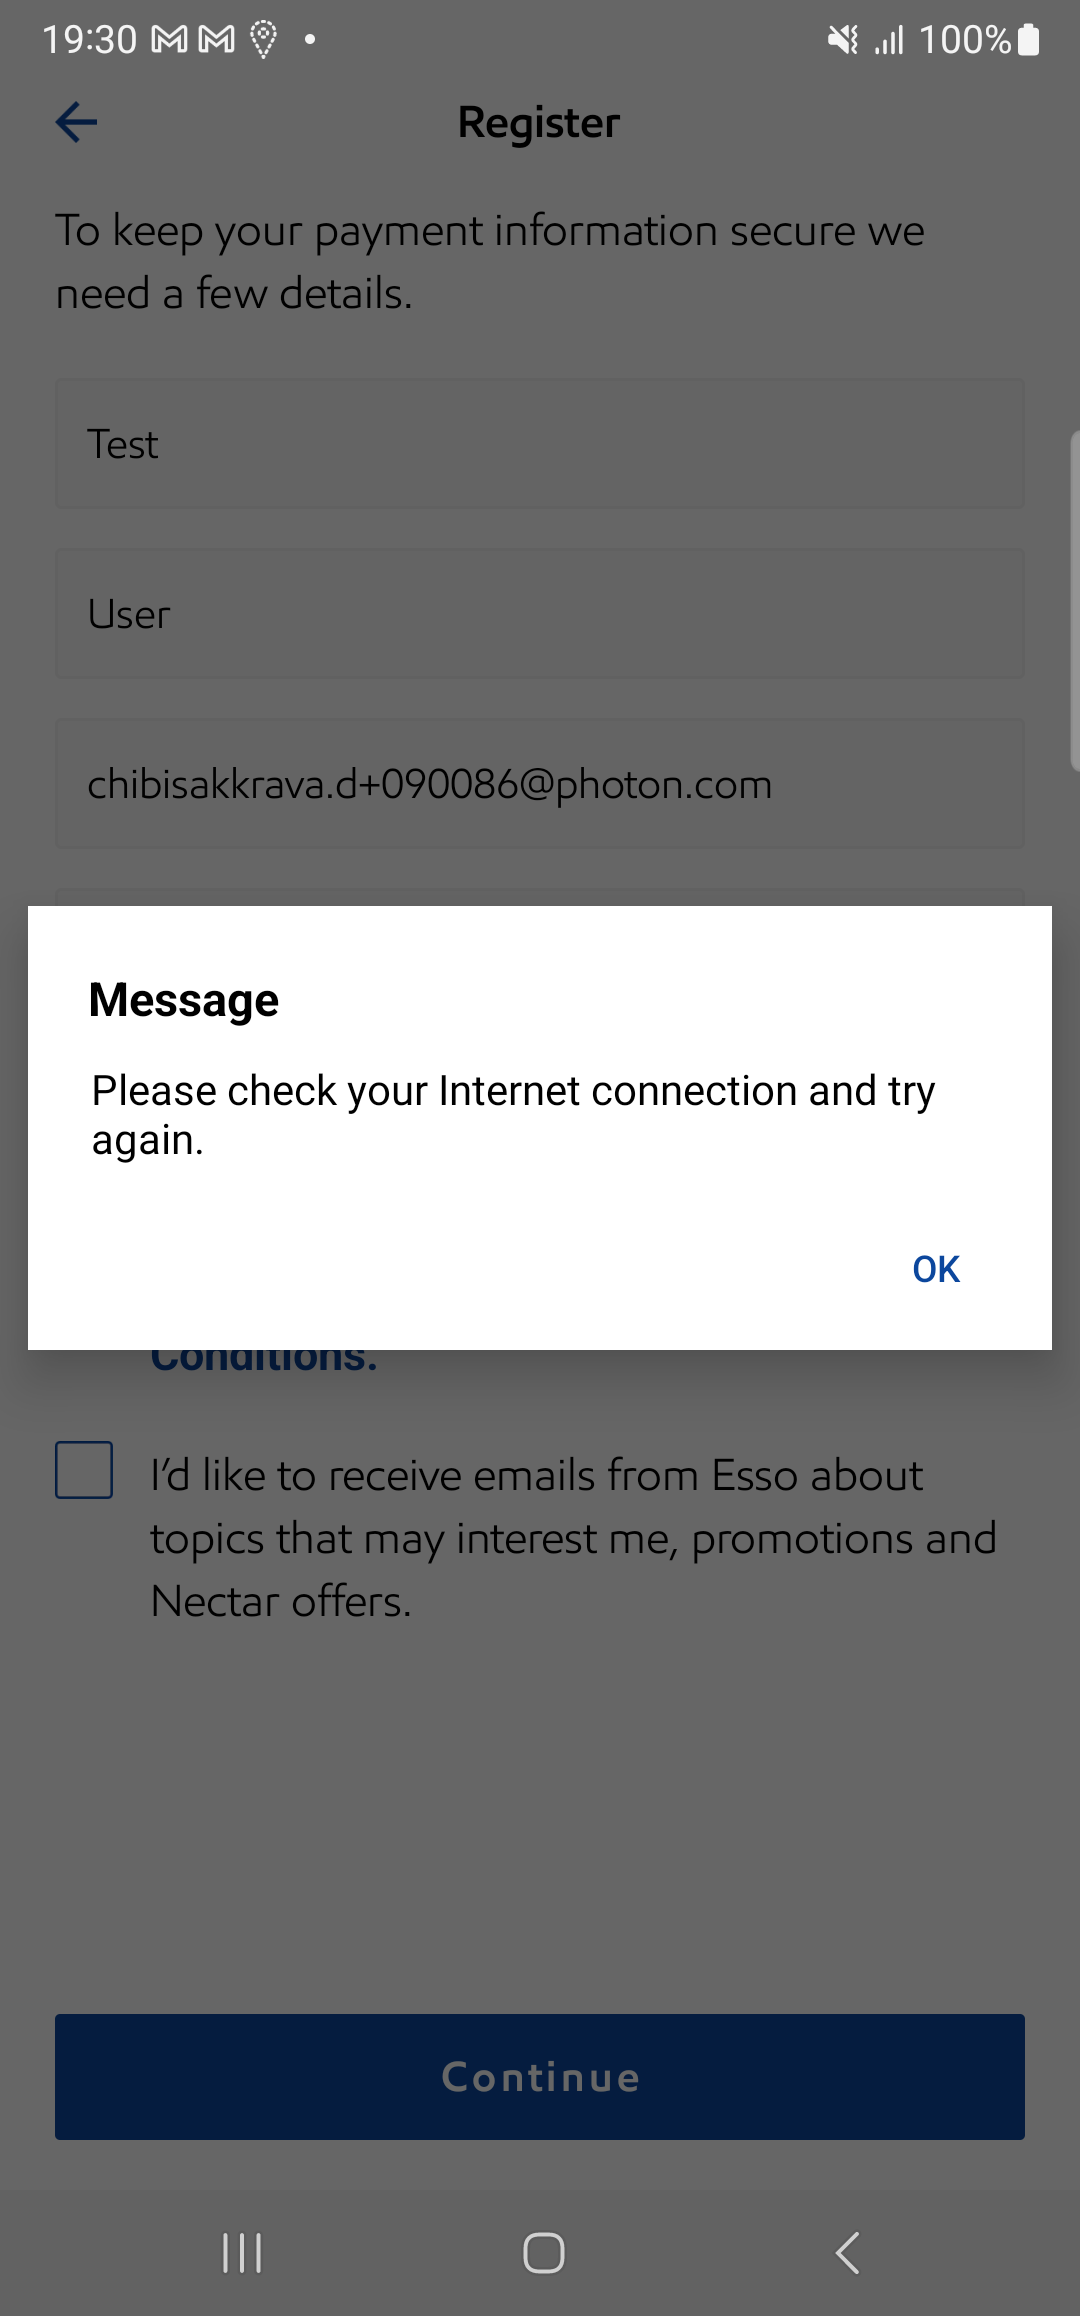 19:30
100%
Register
To keep your payment information secure we
need a few details.
Test
User
chibisakkrava.d+090086@photon.com
Message
Please check your Internet connection and try
again.
OK
Conditions.
I'd like to receive emails from Esso about
topics that may interest me, promotions and
Nectar offers.
Continue